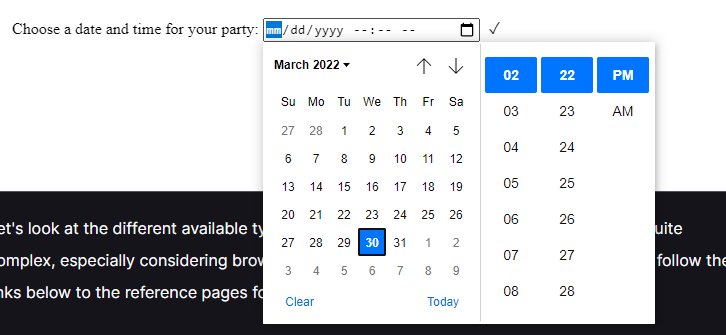 Choose a date and time for your party: mm/dd/yyyy --:-- -- ✓
March 2022 02 22 PM
Su Mo Tu We Th Fr Sa 03 23 AM
27 28 1 2 3 4 5 04 24
6 7 8 9 10 11 12 05 25
13 14 15 16 17 18 19
20 21 22 23 24 25 26 06 26
et's look at the different available ty uite
27 28 29 30 31 1 2 07 27
omplex, especially considering brow follow the
3 4 5 6 7 8 9 08 28
nks below to the reference pages fo
Clear Today